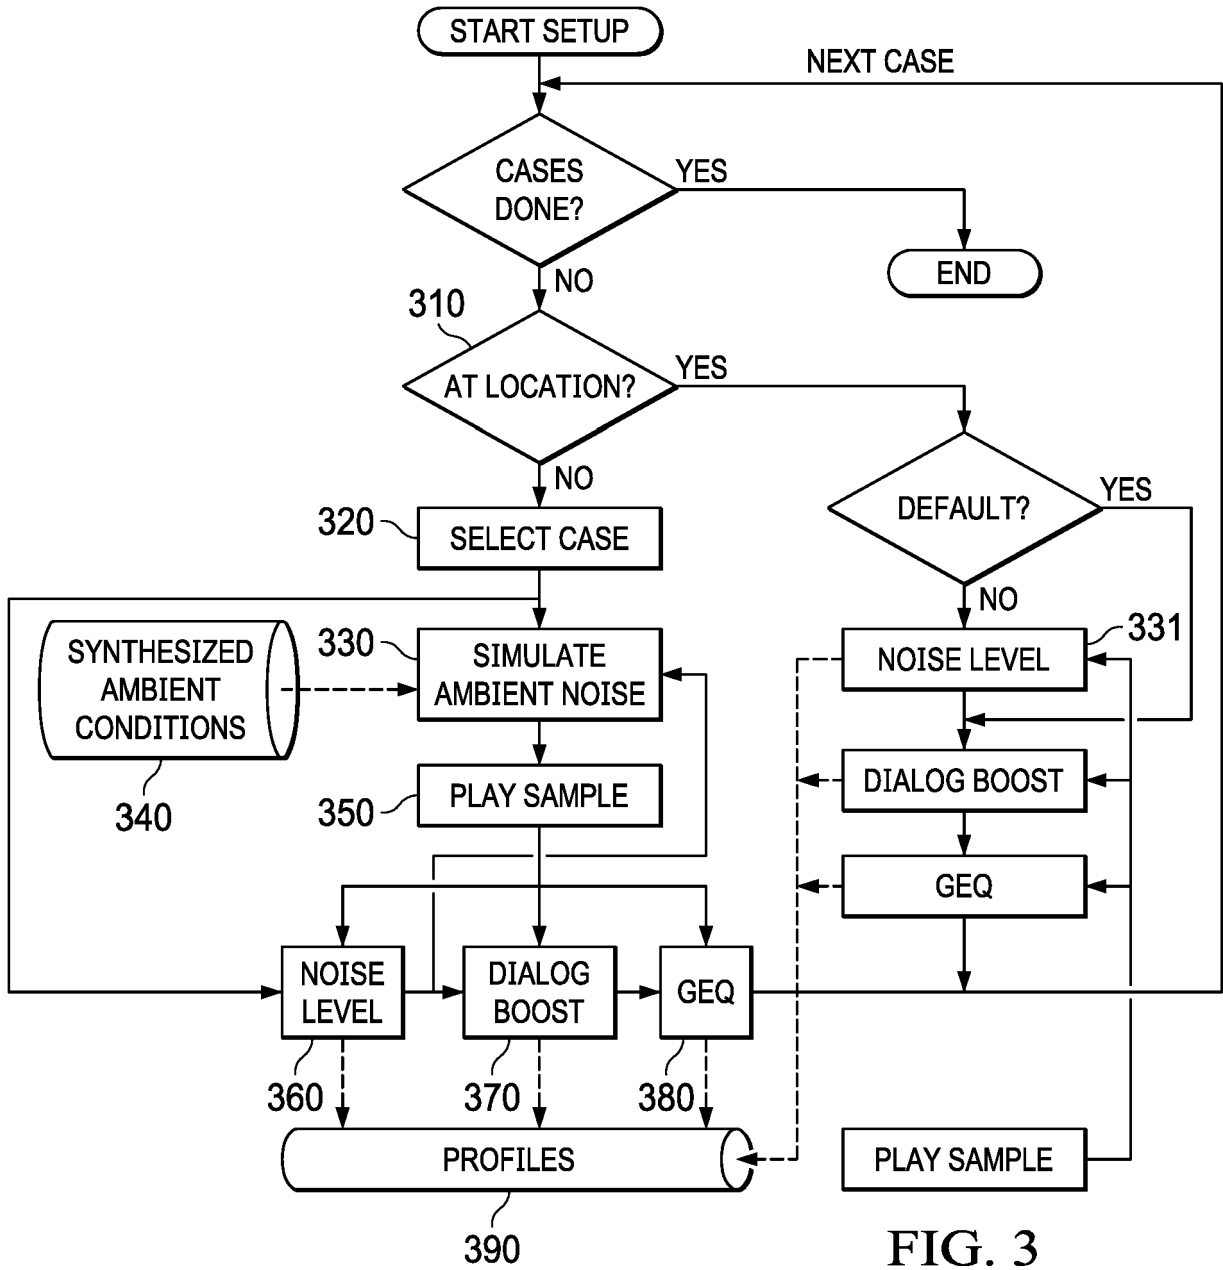 START SETUP
NEXT CASE
CASES
DONE?
YES
END
NO
310
AT LOCATION?
YES
NO
DEFAULT?
YES
320
SELECT CASE
NO
331
NOISE LEVEL
SYNTHESIZED
AMBIENT
CONDITIONS
330
SIMULATE
AMBIENT NOISE
340
350
PLAY SAMPLE
DIALOG BOOST
GEQ
NOISE
LEVEL
DIALOG
BOOST
GEQ
360
370
380
PROFILES
PLAY SAMPLE
390
FIG. 3